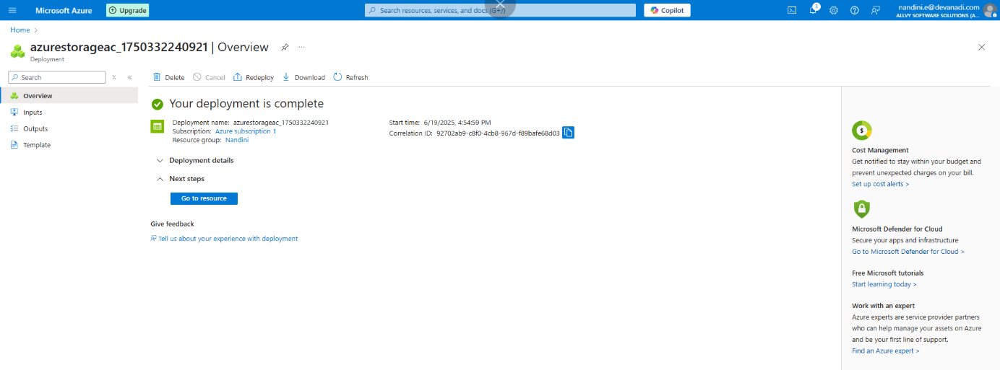 Microsoft Azure
Upgrade
Search resources, services, and docs (G+/)
Copilot
3
nandini.e@devanadi.com
ALLVY SOFTWARE SOLUTIONS (A...
Home >
azurestorageac_1750332240921 | Overview
...
Deployment
Search
Overview
Inputs
Outputs
Template
Delete
Cancel
Redeploy
Download
Refresh
Your deployment is complete
Deployment name: azurestorageac_1750332240921
Subscription: Azure subscription 1
Resource group: Nandini
Start time: 6/19/2025, 4:54:59 PM
Correlation ID: 92702ab9-c8f0-4cb8-967d-f89bafe68d03
Deployment details
Next steps
Go to resource
Give feedback
Tell us about your experience with deployment
$
Cost Management
Get notified to stay within your budget and
prevent unexpected charges on your bill.
Set up cost alerts >
Microsoft Defender for Cloud
Secure your apps and infrastructure
Go to Microsoft Defender for Cloud >
Free Microsoft tutorials
Start learning today >
Work with an expert
Azure experts are service provider partners
who can help manage your assets on Azure
and be your first line of support.
Find an Azure expert >